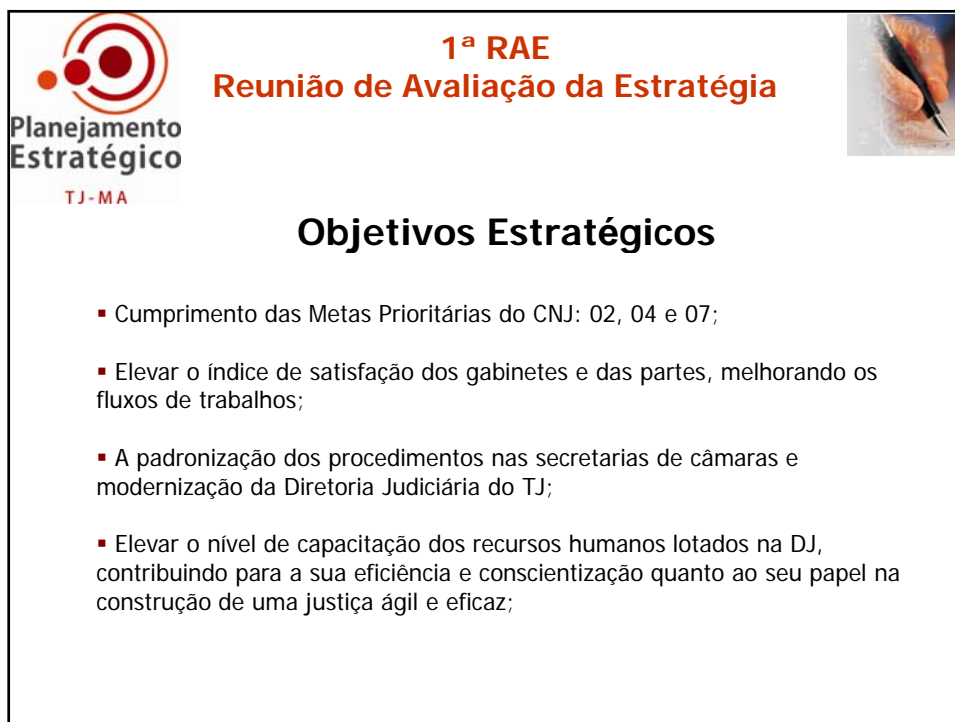 1ª RAE
Reunião de Avaliação da Estratégia
Planejamento
Estratégico
TJ-MA
Objetivos Estratégicos
▪ Cumprimento das Metas Prioritárias do CNJ: 02, 04 e 07;
▪ Elevar o índice de satisfação dos gabinetes e das partes, melhorando os
fluxos de trabalhos;
▪ A padronização dos procedimentos nas secretarias de câmaras e
modernização da Diretoria Judiciária do TJ;
▪ Elevar o nível de capacitação dos recursos humanos lotados na DJ,
contribuindo para a sua eficiência e conscientização quanto ao seu papel na
construção de uma justiça ágil e eficaz;